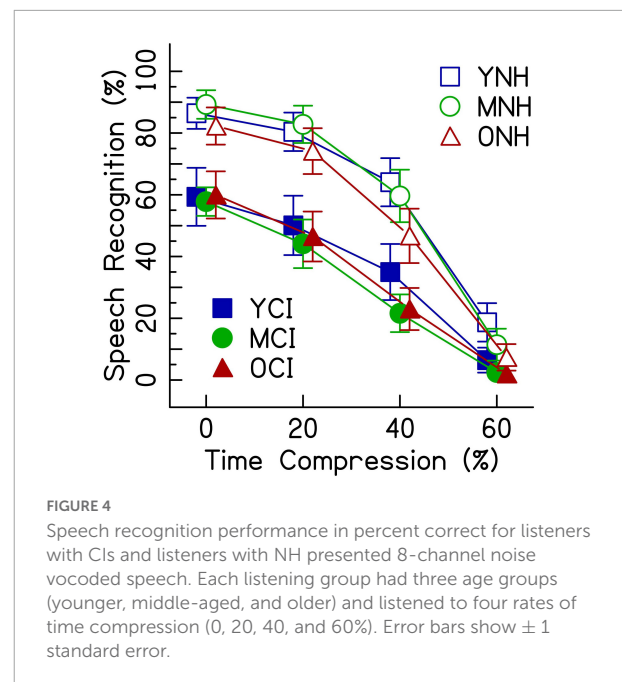 100
80
60
40
20
0
Speech Recognition (%)
YNH
MNH
ONH
YCI
MCI
OCI
0 20 40 60
Time Compression (%)
FIGURE 4
Speech recognition performance in percent correct for listeners
with CIs and listeners with NH presented 8-channel noise
vocoded speech. Each listening group had three age groups
(younger, middle-aged, and older) and listened to four rates of
time compression (0, 20, 40, and 60%). Error bars show ± 1
standard error.